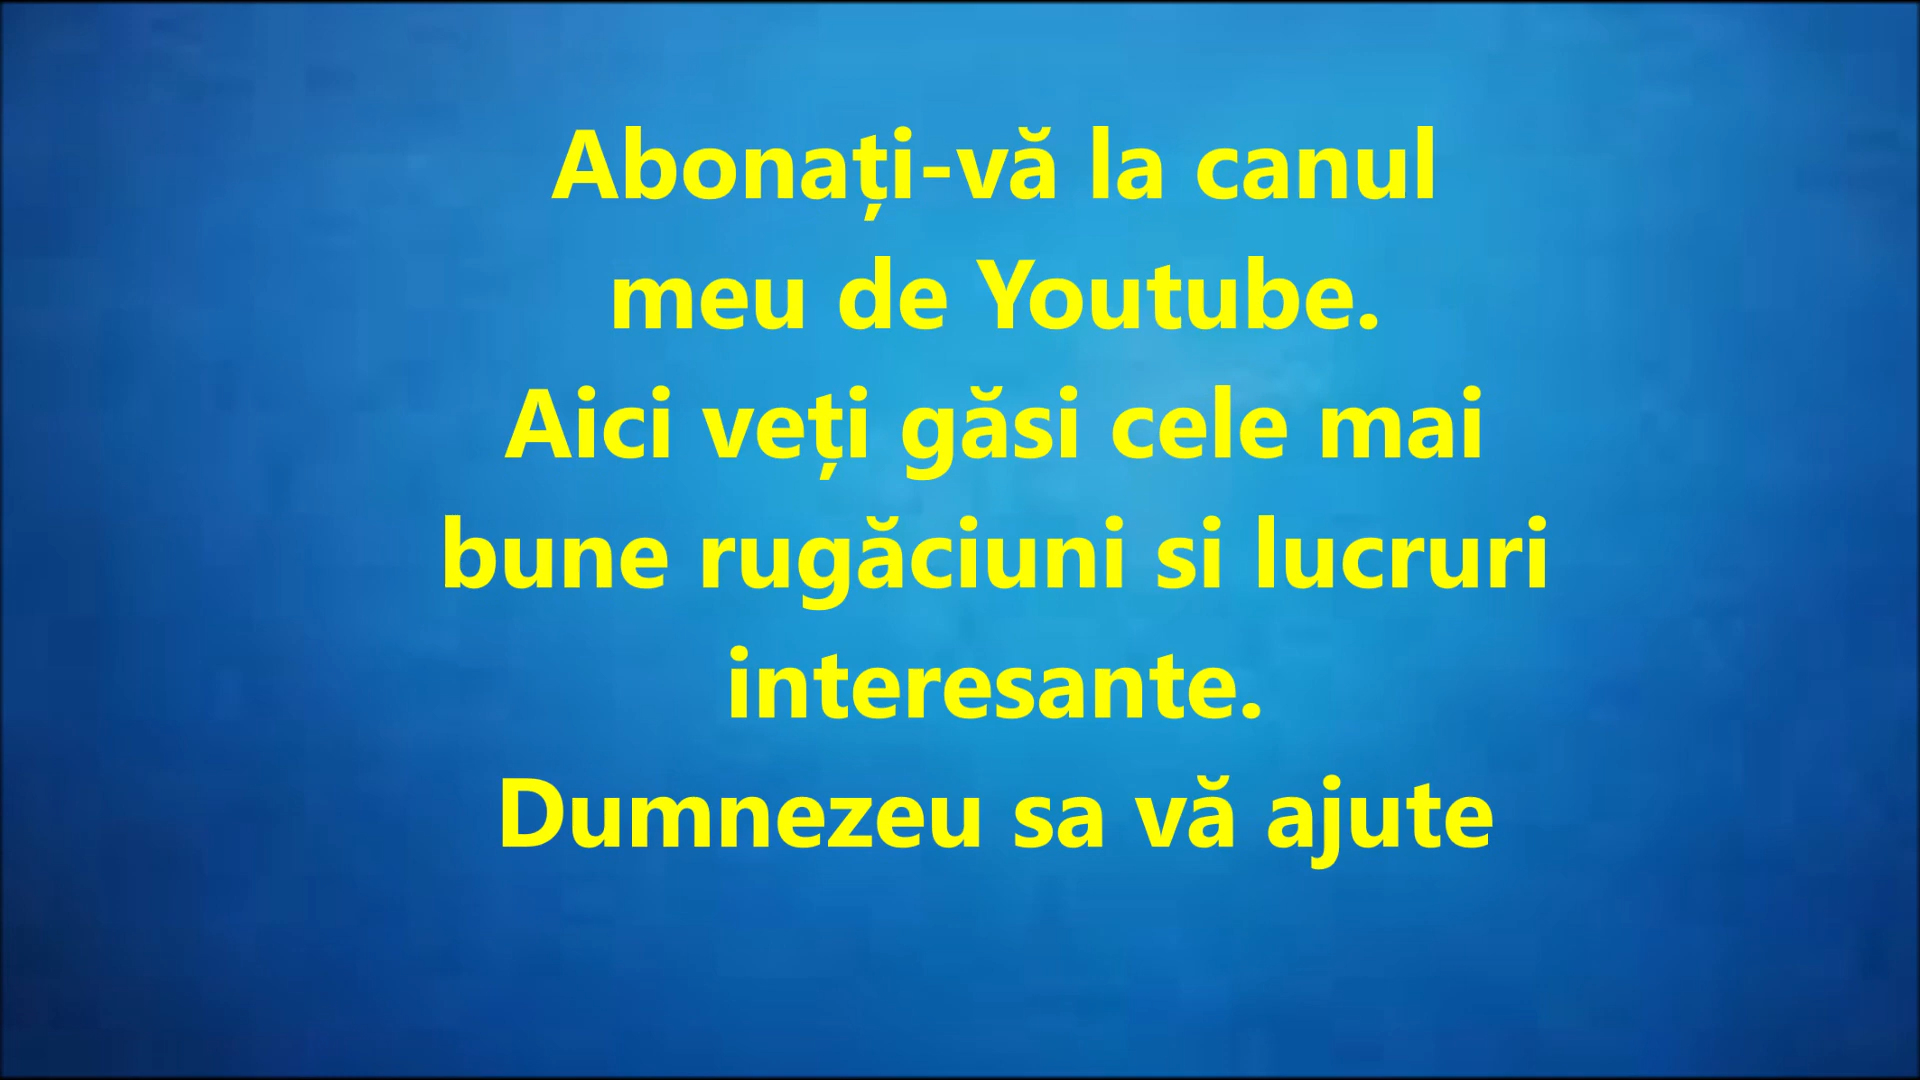 Abonați-vă la canul
meu de Youtube.
Aici veți găsi cele mai
bune rugăciuni si lucruri
interesante.
Dumnezeu sa vă ajute